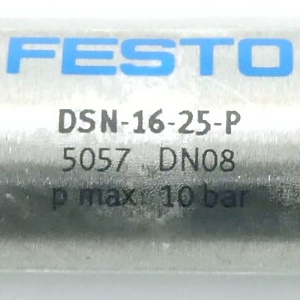 FESTO
DSN-16-25-P
5057 DN08
p max. 10 bar